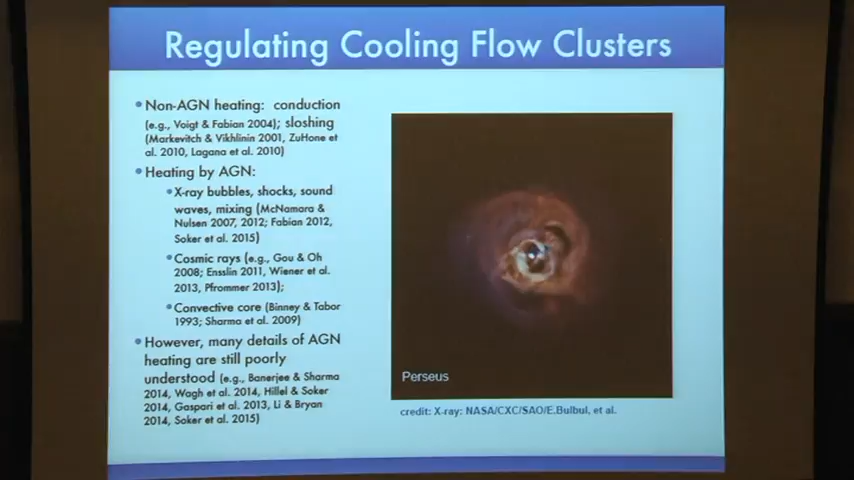 Regulating Cooling Flow Clusters
Non-AGN heating: conduction
(e.g., Voigt & Fabian 2004); sloshing
(Markevitch & Vikhlinin 2001, ZuHone et
al. 2010, Lagana et al. 2010)
Heating by AGN:
X-ray bubbles, shocks, sound
waves, mixing (McNamara &
Nulsen 2007, 2012; Fabian 2012,
Soker et al. 2015)
Cosmic rays (e.g., Gou & Oh
2008; Ensslin 2011, Wiener et al.
2013, Pfrommer 2013);
Convective core (Binney & Tabor
1993; Sharma et al. 2009)
However, many details of AGN
heating are still poorly
understood (e.g., Banerjee & Sharma
2014, Wagh et al. 2014, Hillel & Soker
2014, Gaspari et al. 2013, Li & Bryan
2014, Soker et al. 2015)
Perseus
credit: X-ray: NASA/CXC/SAO/E.Bulbul, et al.